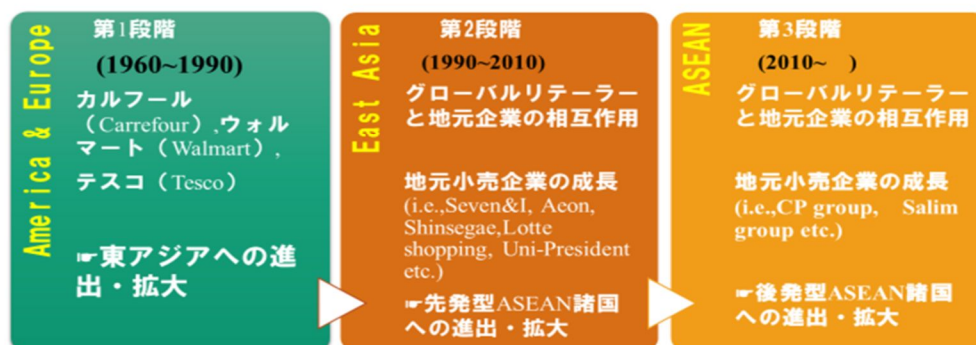 America & Europe
第1段階
(1960~1990)
カルフール
（Carrefour）,ウォル
マート（Walmart）,
テスコ（Tesco）
☛東アジアへの進
出・拡大
East Asia
第2段階
(1990~2010)
グローバルリテーラー
と地元企業の相互作用
地元小売企業の成長
(i.e.,Seven&I, Aeon,
Shinsegae,Lotte
shopping, Uni-President
etc.)
☛先発型ASEAN諸国
への進出・拡大
ASEAN
第3段階
(2010~ )
グローバルリテーラー
と地元企業の相互作用
地元小売企業の成長
(i.e.,CP group, Salim
group etc.)
☛後発型ASEAN諸国
への進出・拡大